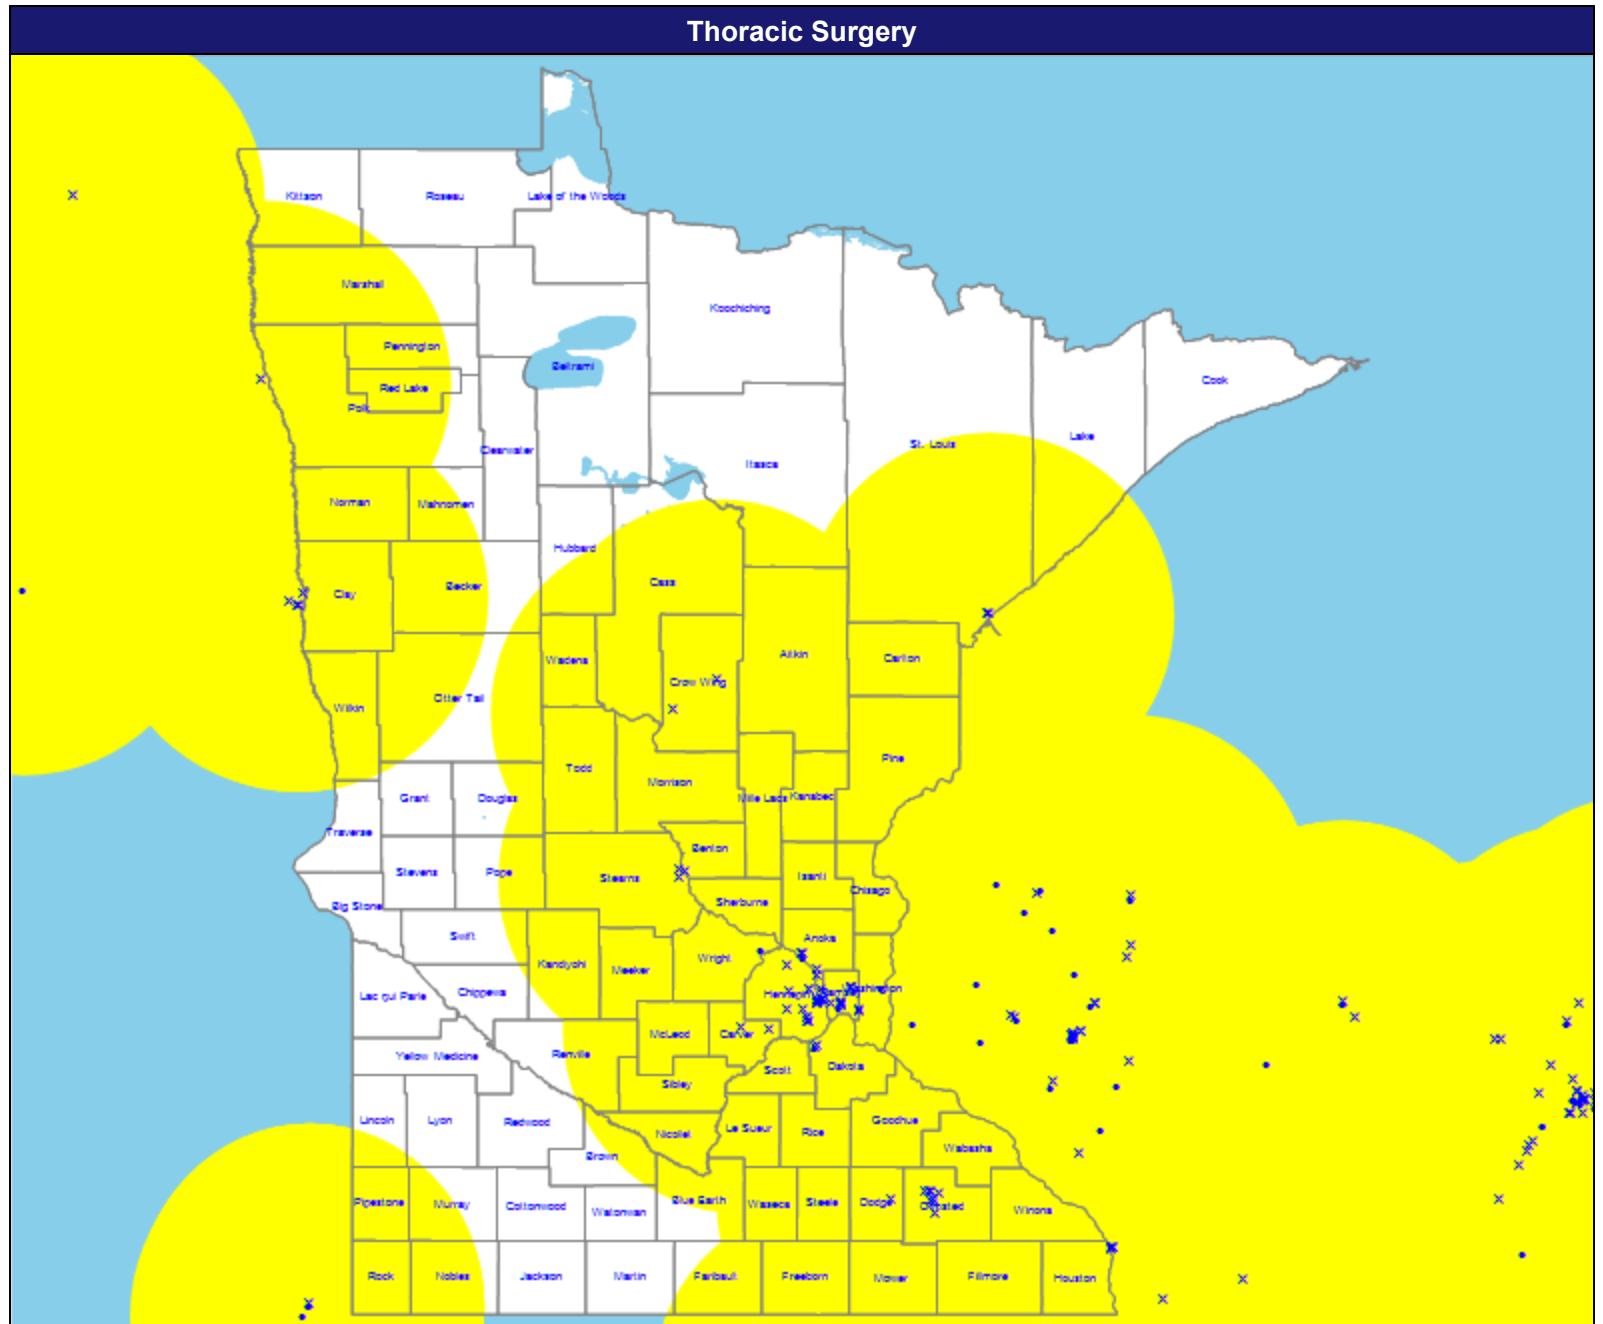 Thoracic Surgery
Kittson
Roseau
Lake of the Woods
Marshall
Koochiching
Pennington
Beltrami
Red Lake
Cook
Polk
Lake
St. Louis
Clearwater
Itasca
Norman
Mahnomen
Hubbard
Cass
Becker
Clay
Aitkin
Carlton
Wadena
Crow Wing
Otter Tail
Wilkin
Pine
Todd
Morrison
Grant
Douglas
Mille Lacs
Kanabec
Traverse
Benton
Stevens
Pope
Stearns
Isanti
Chisago
Sherburne
Big Stone
Swift
Anoka
Wright
Kandiyohi
Meeker
Lac qui Parle
Chippewa
Hennepin
Washington
McLeod
Carver
Yellow Medicine
Renville
Scott
Dakota
Sibley
Lincoln
Lyon
Redwood
Goodhue
Le Sueur
Rice
Nicollet
Wabasha
Brown
Pipestone
Murray
Cottonwood
Watonwan
Blue Earth
Waseca
Steele
Dodge
Olmsted
Winona
Rock
Nobles
Jackson
Martin
Faribault
Freeborn
Mower
Fillmore
Houston